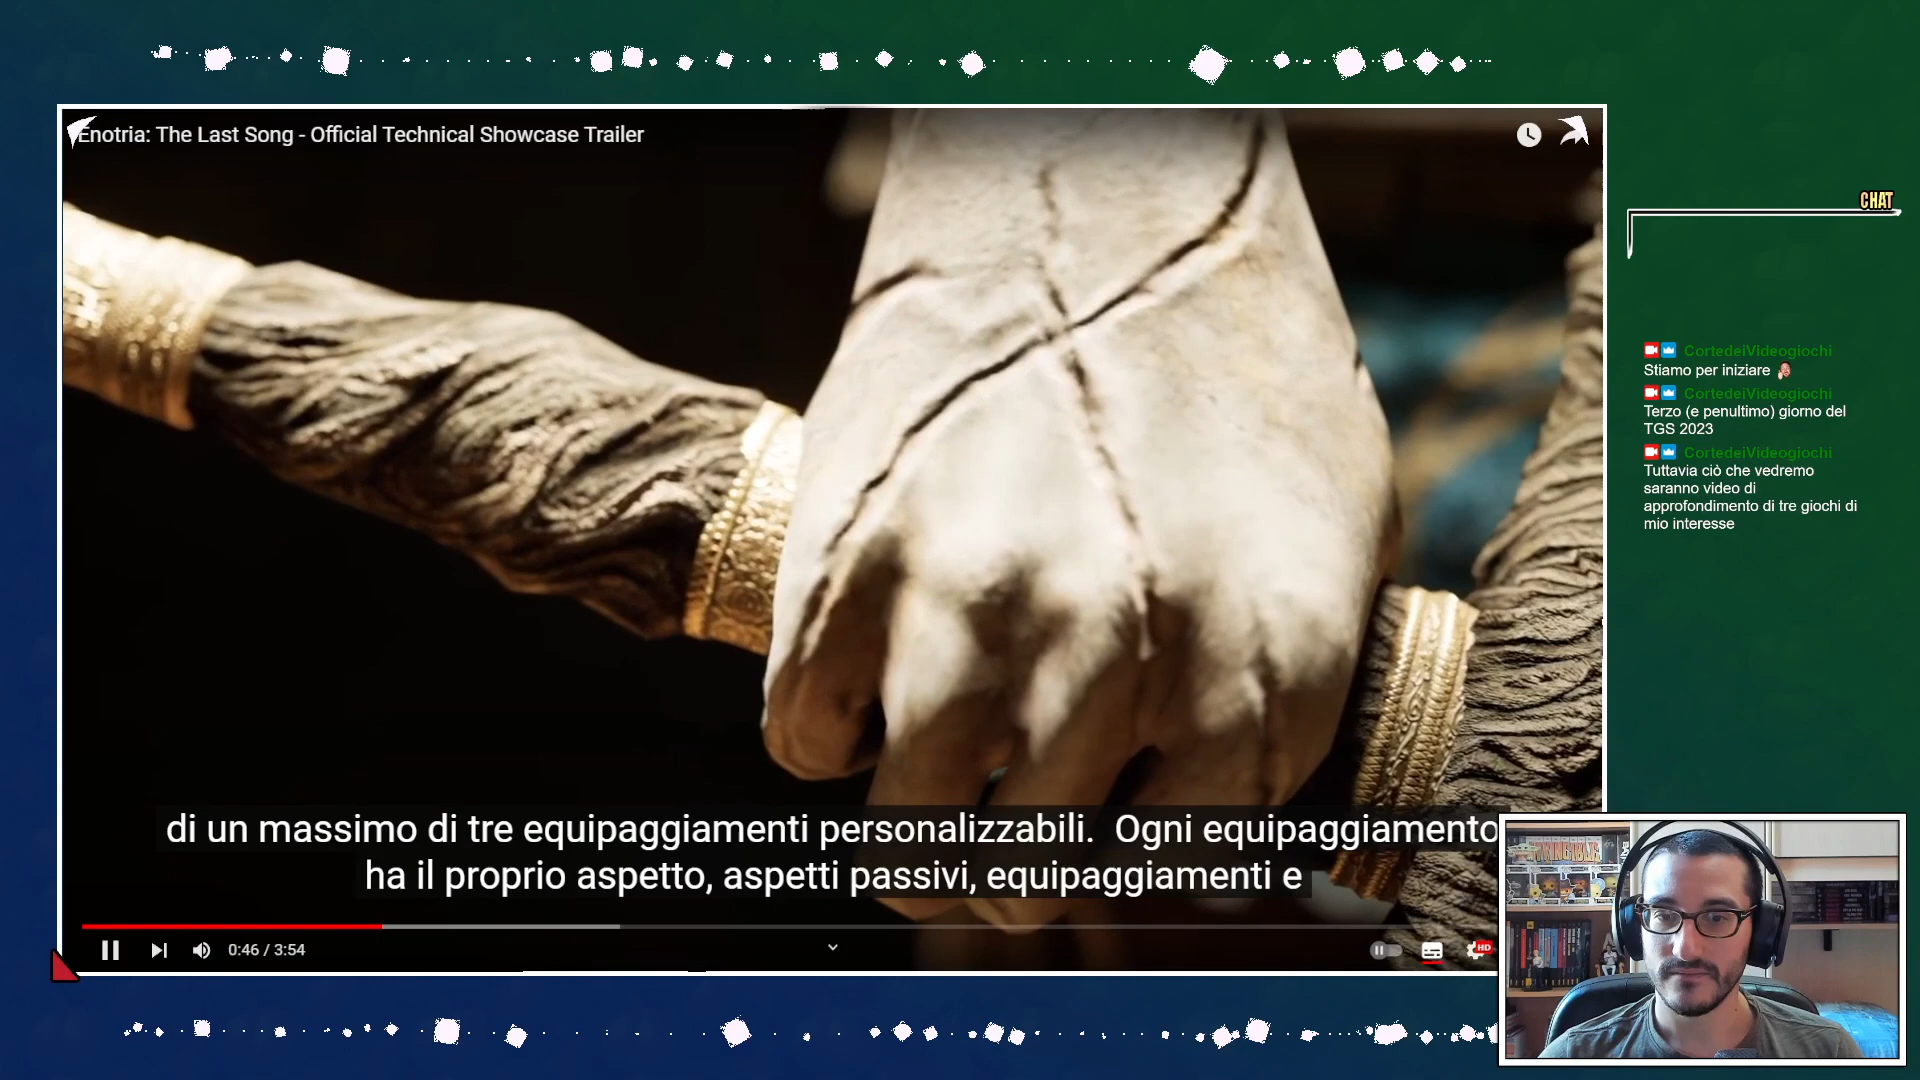 Enotria: The Last Song - Official Technical Showcase Trailer
CHAT
CortedeiVideogiochi
Stiamo per iniziare
CortedeiVideogiochi
Terzo (e penultimo) giorno del
TGS 2023
CortedeiVideogiochi
Tuttavia ciò che vedremo
saranno video di
approfondimento di tre giochi di
mio interesse
di un massimo di tre equipaggiamenti personalizzabili. Ogni equipaggiamento
ha il proprio aspetto, aspetti passivi, equipaggiamenti e
0:46 / 3:54
HD